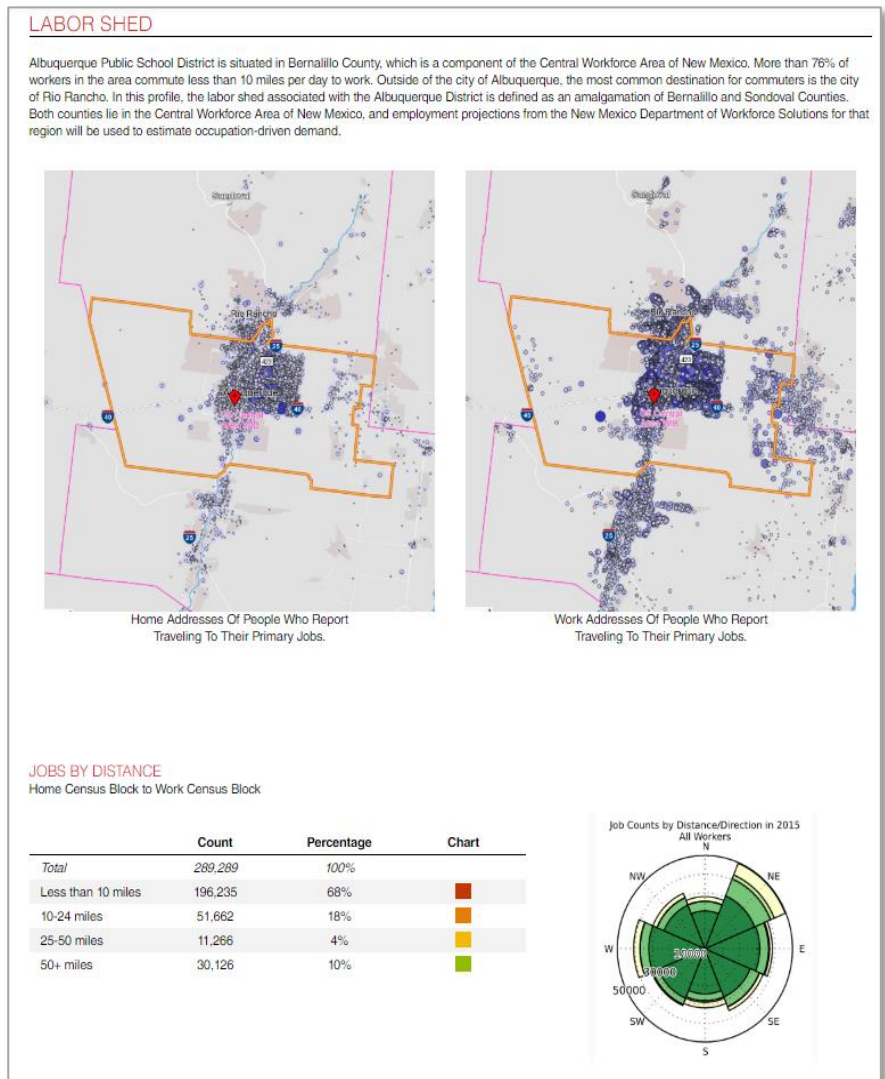 LABOR SHED
Albuquerque Public School District is situated in Bernalillo County, which is a component of the Central Workforce Area of New Mexico. More than 76% of
workers in the area commute less than 10 miles per day to work. Outside of the city of Albuquerque, the most common destination for commuters is the city
of Rio Rancho. In this profile, the labor shed associated with the Albuquerque District is defined as an amalgamation of Bernalillo and Sondoval Counties.
Both counties lie in the Central Workforce Area of New Mexico, and employment projections from the New Mexico Department of Workforce Solutions for that
region will be used to estimate occupation-driven demand.
Sandoval
Rio Rancho
25
423
40
40
25
Sandoval
25
423
40
40
25
Home Addresses Of People Who Report
Traveling To Their Primary Jobs.
Work Addresses Of People Who Report
Traveling To Their Primary Jobs.
JOBS BY DISTANCE
Home Census Block to Work Census Block
Count Percentage Chart
Total 289,289 100%
Less than 10 miles 196,235 68%
10-24 miles 51,662 18%
25-50 miles 11,266 4%
50+ miles 30,126 10%
Job Counts by Distance/Direction in 2015
All Workers
N
NW NE
W E
10000
30000
50000
SW SE
S